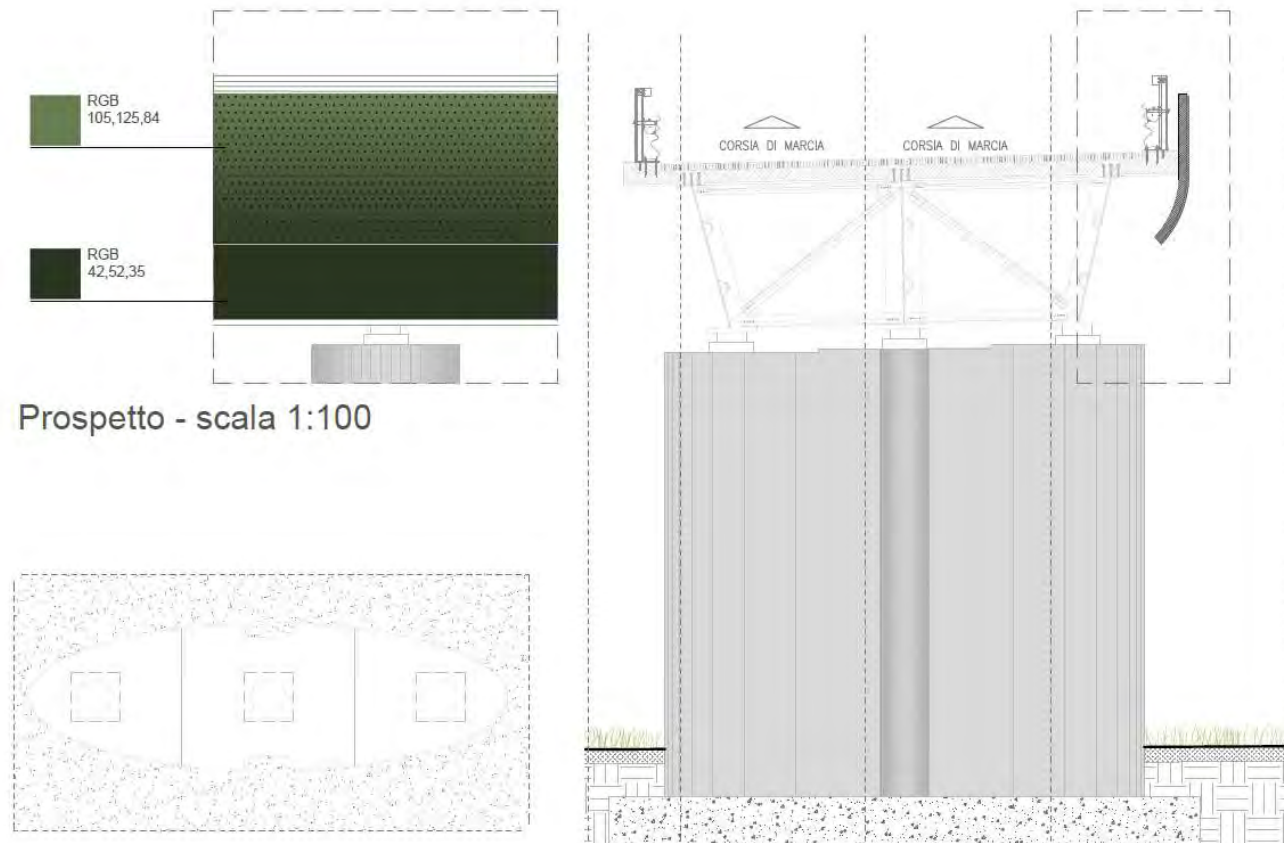 RGB
105,125,84
RGB
42,52,35
Prospetto - scala 1:100
CORSIA DI MARCIA
CORSIA DI MARCIA